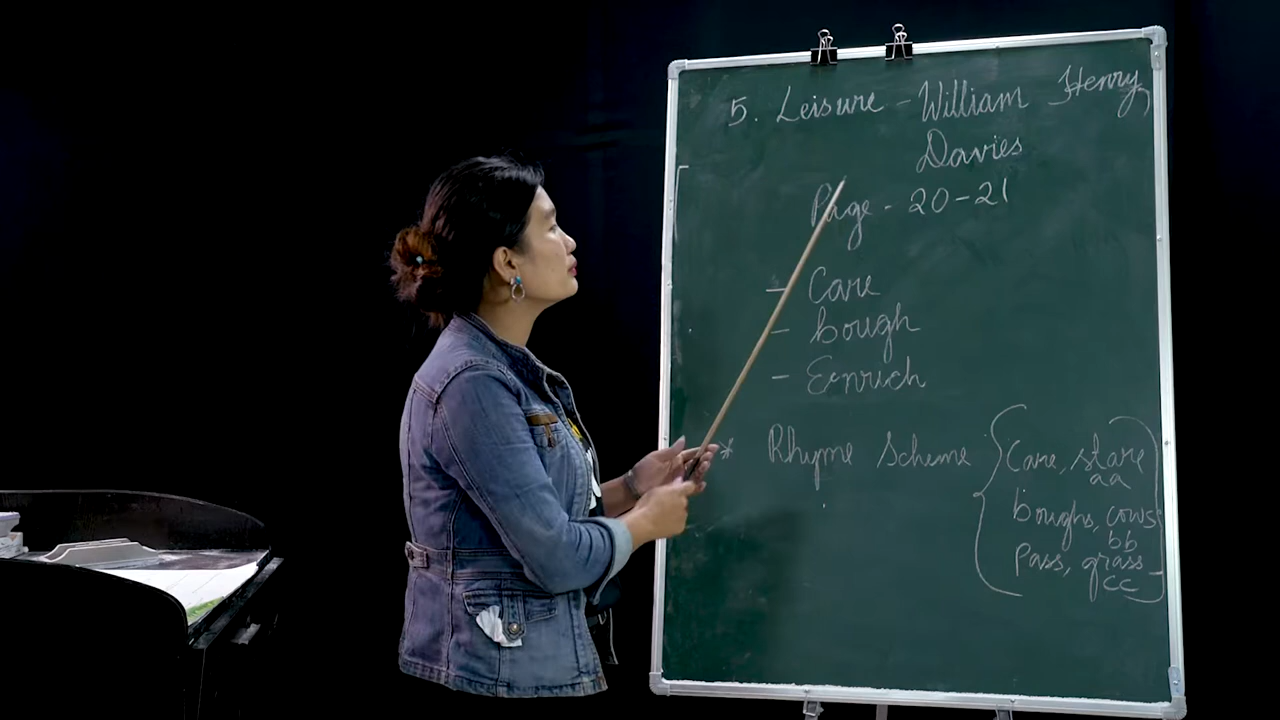 5. Leisure - William Henry,
Davies
Page - 20-21
- Care
- bough
- Eenrich
* Rhyme Scheme
Care, stare
aa
boughs, cows
bb
Pass, grass
cc